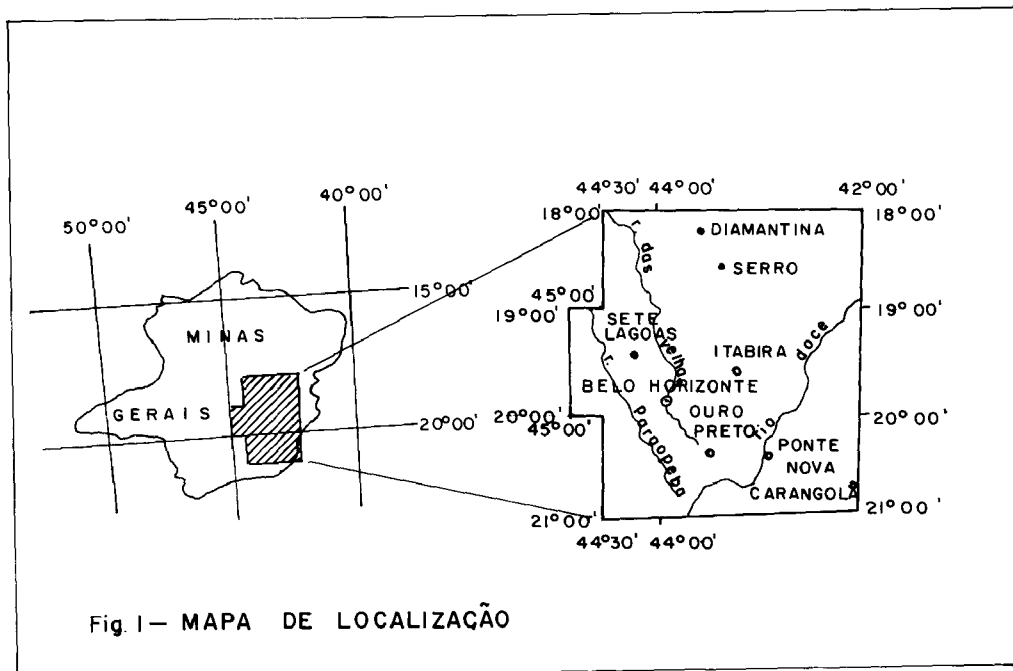 50°00'
45°00'
40°00'
15°00'
20°00'
MINAS
GERAIS
44°30' 44°00'
42°00'
18°00'
18°00'
r. das velhas
DIAMANTINA
SERRO
45°00'
19°00'
19°00'
SETE
LAGOAS
r. Pargopeba
ITABIRA
rio doce
BELO HORIZONTE
20°00'
45°00'
20°00'
OURO
PRETO
PONTE
NOVA
CARANGOLA
21°00'
21°00'
44°30' 44°00'
Fig. 1— MAPA DE LOCALIZAÇÃO